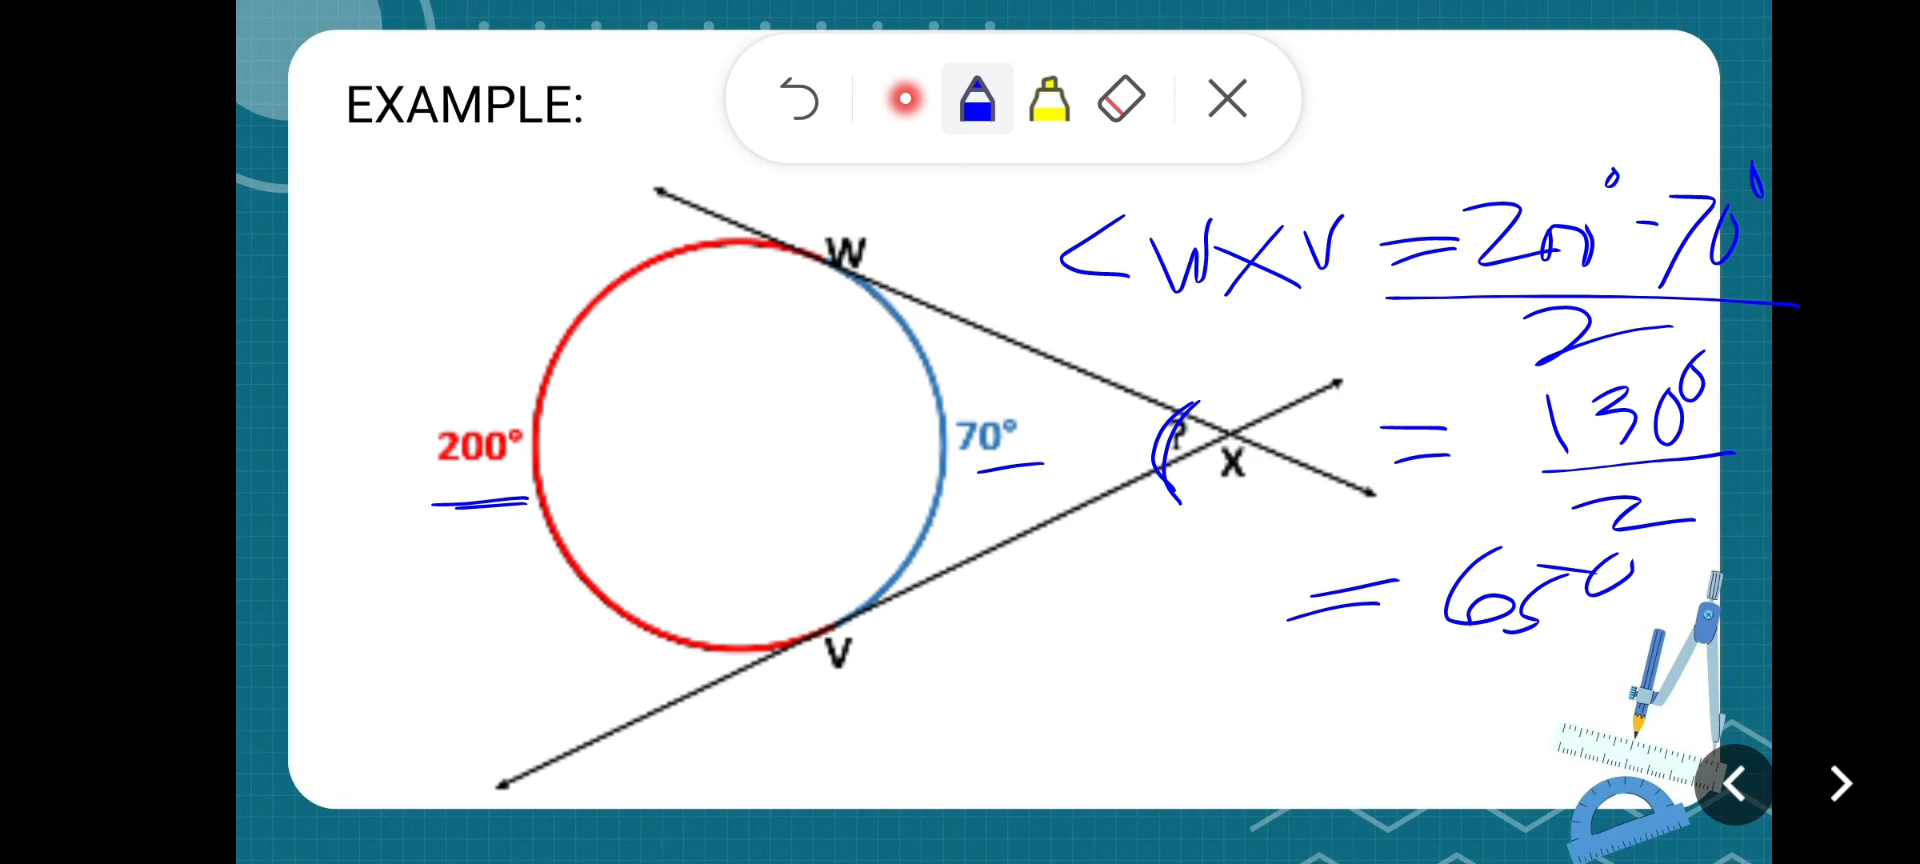 EXAMPLE:
W
200°
70°
?
X
V
<WXV = 200° - 70°
2
= 130°
2
= 65°